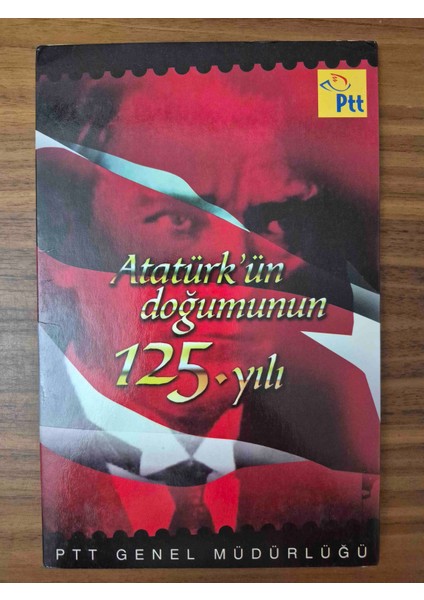 Ptt
Atatürk'ün
doğumunun
125. yılı
PTT GENEL MÜDÜRLÜĞÜ